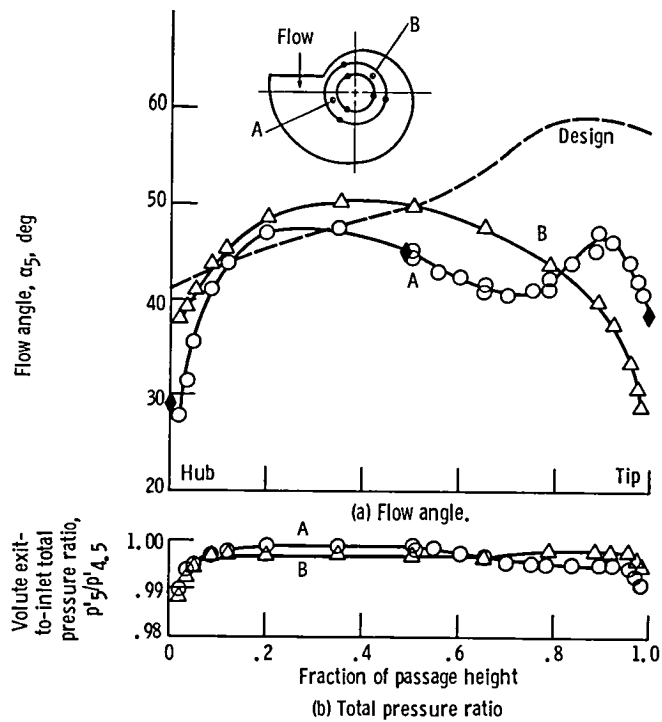 Flow
B
A
60
50
40
30
20
Flow angle, α5, deg
Design
B
A
Hub
Tip
(a) Flow angle.
Volute exit-
to-inlet total
pressure ratio,
p'5/p'4.5
1.00
.99
.98
A
B
0 .2 .4 .6 .8 1.0
Fraction of passage height
(b) Total pressure ratio